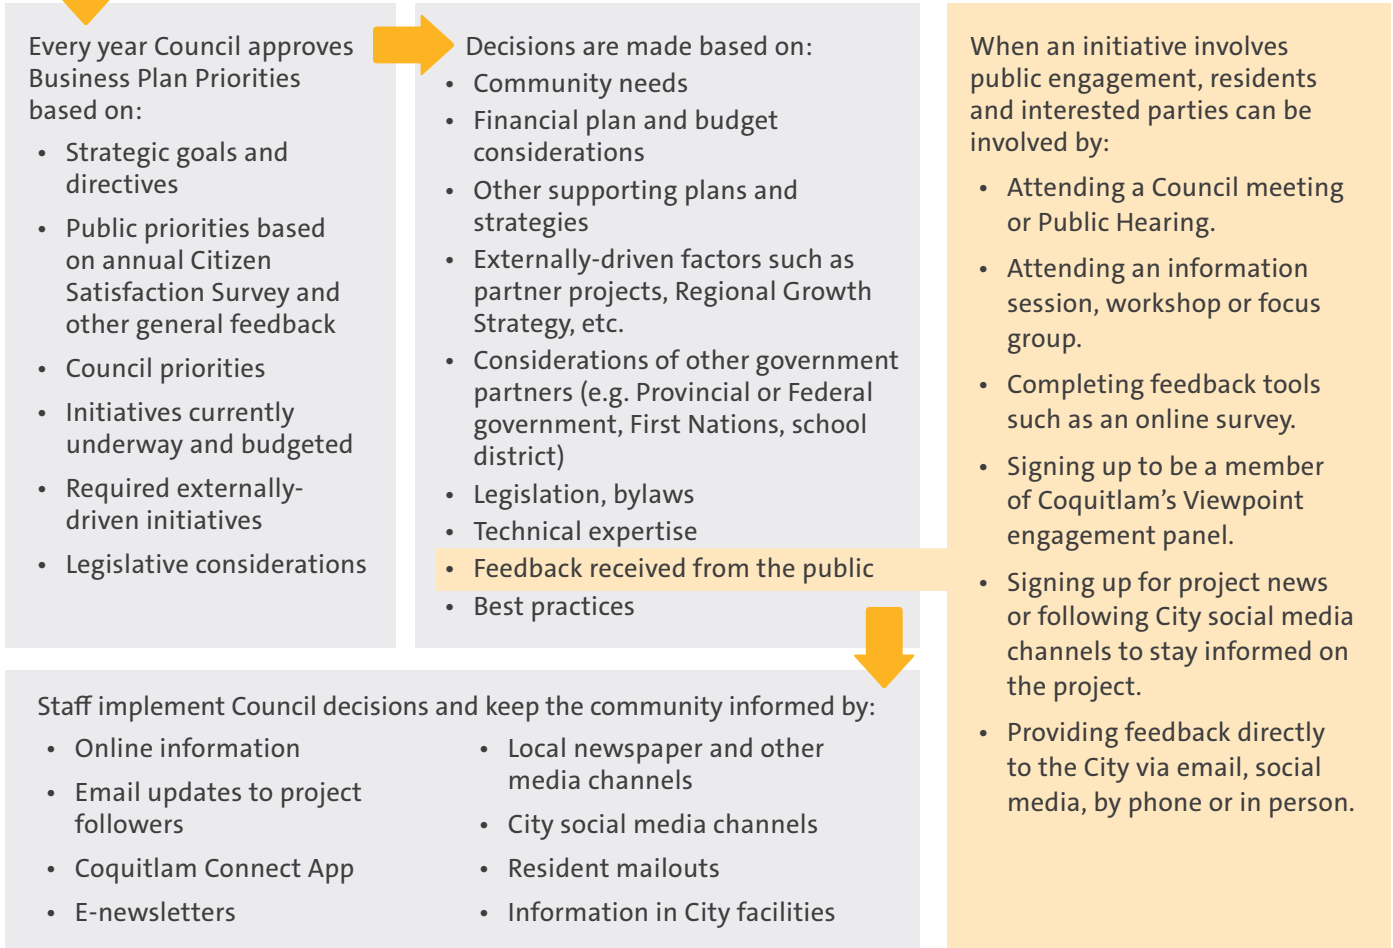 Every year Council approves
Business Plan Priorities
based on:
• Strategic goals and
directives
• Public priorities based
on annual Citizen
Satisfaction Survey and
other general feedback
• Council priorities
• Initiatives currently
underway and budgeted
• Required externally-
driven initiatives
• Legislative considerations
Decisions are made based on:
• Community needs
• Financial plan and budget
considerations
• Other supporting plans and
strategies
• Externally-driven factors such as
partner projects, Regional Growth
Strategy, etc.
• Considerations of other government
partners (e.g. Provincial or Federal
government, First Nations, school
district)
• Legislation, bylaws
• Technical expertise
• Feedback received from the public
• Best practices
When an initiative involves
public engagement, residents
and interested parties can be
involved by:
• Attending a Council meeting
or Public Hearing.
• Attending an information
session, workshop or focus
group.
• Completing feedback tools
such as an online survey.
• Signing up to be a member
of Coquitlam’s Viewpoint
engagement panel.
• Signing up for project news
or following City social media
channels to stay informed on
the project.
• Providing feedback directly
to the City via email, social
media, by phone or in person.
Staff implement Council decisions and keep the community informed by:
• Online information
• Email updates to project
followers
• Coquitlam Connect App
• E-newsletters
• Local newspaper and other
media channels
• City social media channels
• Resident mailouts
• Information in City facilities